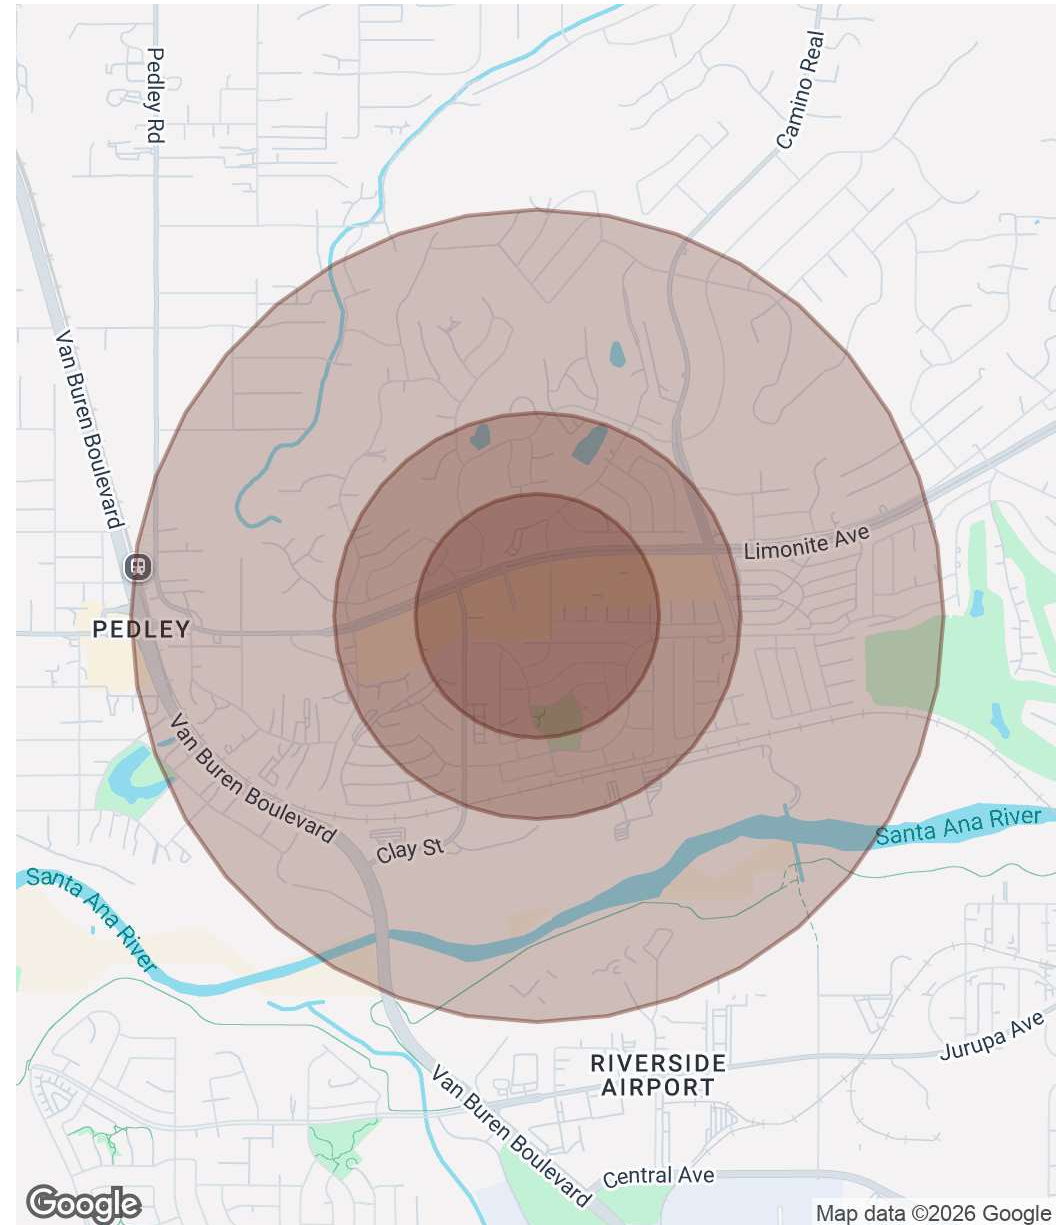 Pedley Rd
Camino Real
Van Buren Boulevard
Limonite Ave
PEDLEY
Van Buren Boulevard
Clay St
Santa Ana River
Santa Ana River
Jurupa Ave
RIVERSIDE
AIRPORT
Van Buren Boulevard
Central Ave
Google
Map data ©2026 Google